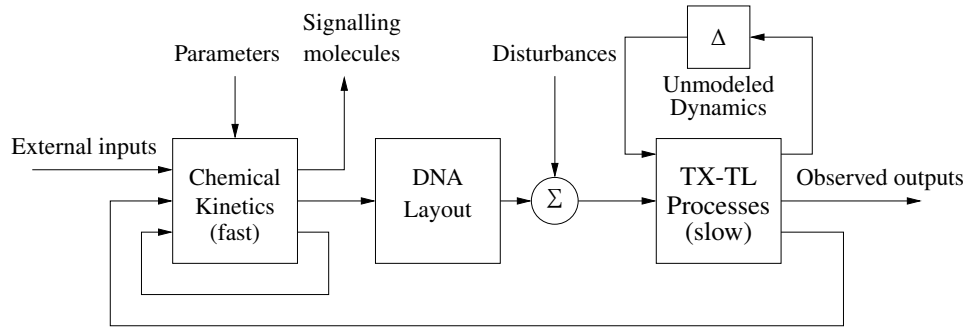 Signalling
molecules
Parameters
Disturbances
Δ
Unmodeled
Dynamics
External inputs
Chemical
Kinetics
(fast)
DNA
Layout
Σ
TX-TL
Processes
(slow)
Observed outputs